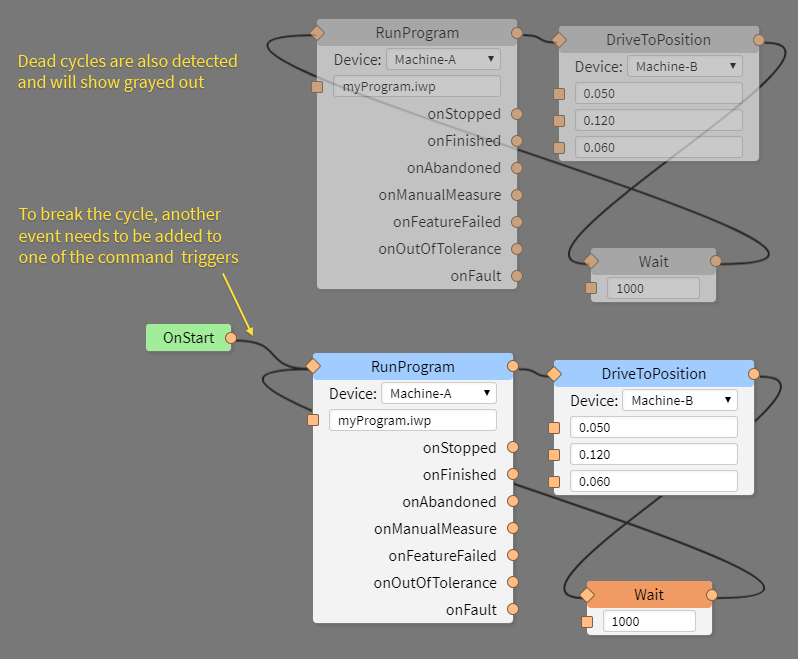 Dead cycles are also detected
and will show grayed out
RunProgram
Device: Machine-A
myProgram.iwp
onStopped
onFinished
onAbandoned
onManualMeasure
onFeatureFailed
onOutOfTolerance
onFault
DriveToPosition
Device: Machine-B
0.050
0.120
0.060
Wait
1000
To break the cycle, another
event needs to be added to
one of the command triggers
OnStart
RunProgram
Device: Machine-A
myProgram.iwp
onStopped
onFinished
onAbandoned
onManualMeasure
onFeatureFailed
onOutOfTolerance
onFault
DriveToPosition
Device: Machine-B
0.050
0.120
0.060
Wait
1000